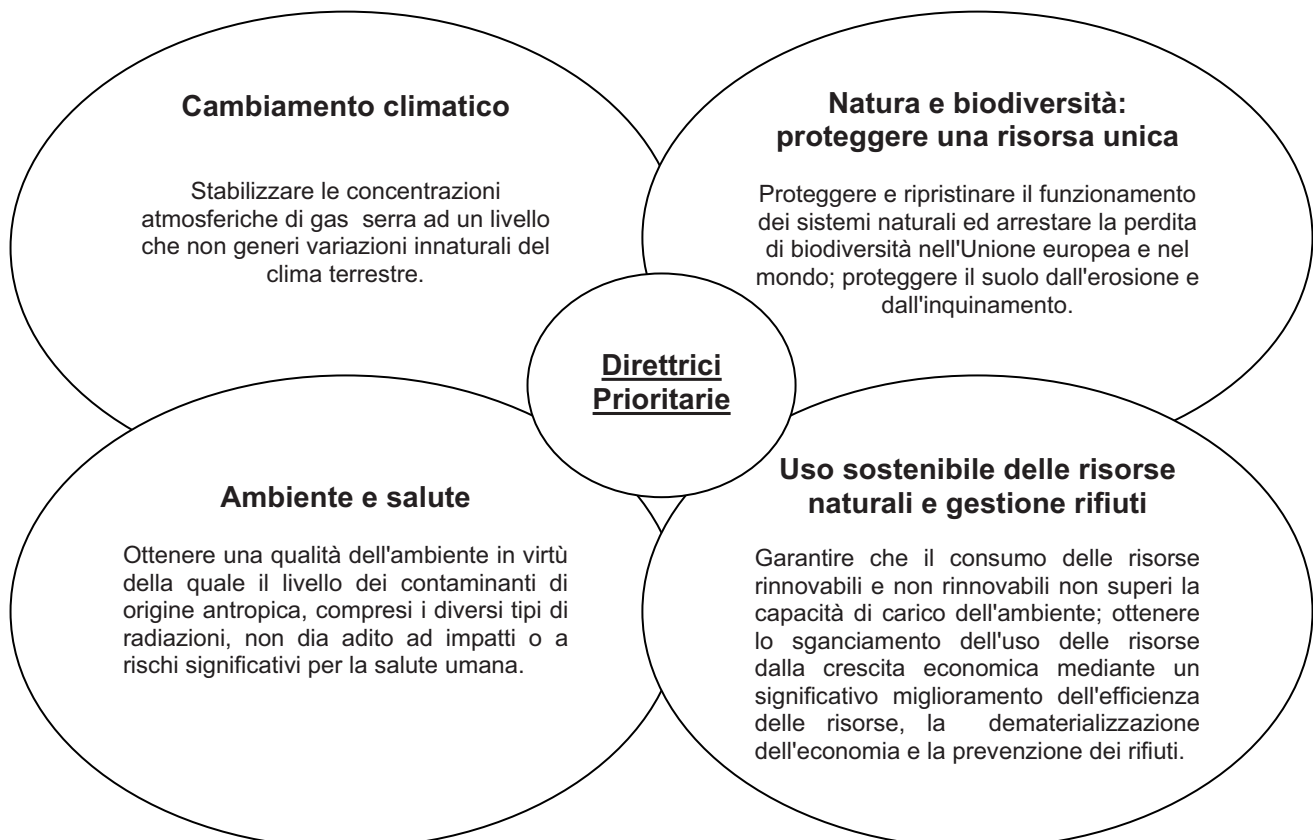 Cambiamento climatico
Stabilizzare le concentrazioni
atmosferiche di gas serra ad un livello
che non generi variazioni innaturali del
clima terrestre.
Natura e biodiversità:
proteggere una risorsa unica
Proteggere e ripristinare il funzionamento
dei sistemi naturali ed arrestare la perdita
di biodiversità nell'Unione europea e nel
mondo; proteggere il suolo dall'erosione e
dall'inquinamento.
Direttrici
Prioritarie
Ambiente e salute
Ottenere una qualità dell'ambiente in virtù
della quale il livello dei contaminanti di
origine antropica, compresi i diversi tipi di
radiazioni, non dia adito ad impatti o a
rischi significativi per la salute umana.
Uso sostenibile delle risorse
naturali e gestione rifiuti
Garantire che il consumo delle risorse
rinnovabili e non rinnovabili non superi la
capacità di carico dell'ambiente; ottenere
lo sganciamento dell'uso delle risorse
dalla crescita economica mediante un
significativo miglioramento dell'efficienza
delle risorse, la dematerializzazione
dell'economia e la prevenzione dei rifiuti.